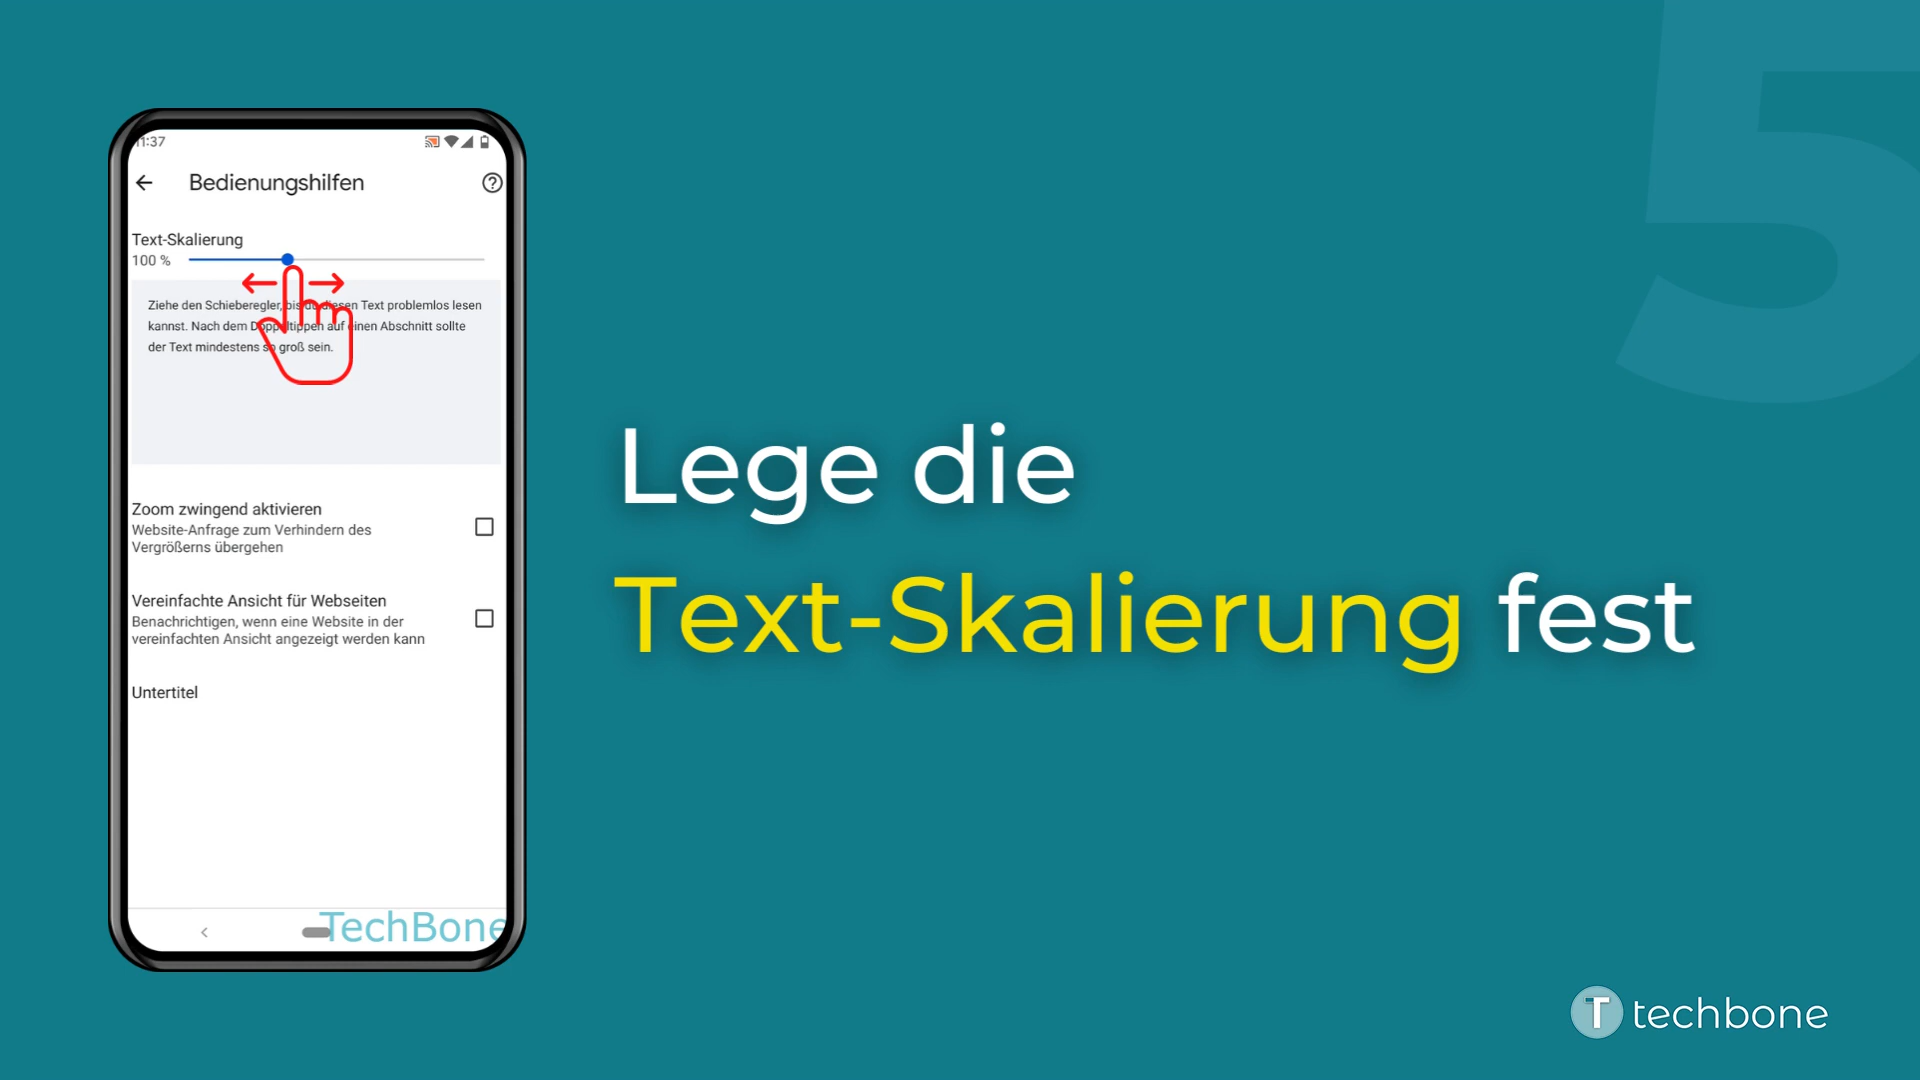 5
11:37
Bedienungshilfen
Text-Skalierung
100 %
Ziehe den Schieberegler, bis du diesen Text problemlos lesen
kannst. Nach dem Doppeltippen auf einen Abschnitt sollte
der Text mindestens so groß sein.
Zoom zwingend aktivieren
Website-Anfrage zum Verhindern des
Vergrößerns übergehen
Vereinfachte Ansicht für Webseiten
Benachrichtigen, wenn eine Website in der
vereinfachten Ansicht angezeigt werden kann
Untertitel
TechBone
Lege die
Text-Skalierung fest
techbone